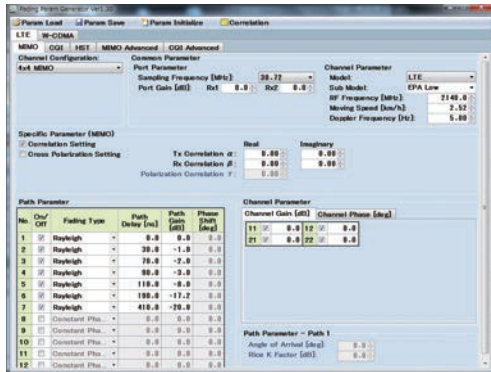 Fading Param Generator Ver1.30
Param Load Param Save Param Initialize Correlation
LTE W-CDMA
MIMO CQI HST MIMO Advanced CQI Advanced
Channel Configuration:
4x4 MIMO
Common Parameter
Port Parameter
Sampling Frequency [MHz]: 30.72
Port Gain [dB]: Rx1 0.0 Rx2 0.0
Channel Parameter
Model: LTE
Sub Model: EPA Low
RF Frequency [MHz]: 2140.0
Moving Speed [km/h]: 2.52
Doppler Frequency [Hz]: 5.00
Specific Parameter (MIMO)
Correlation Setting
Cross Polarization Setting
Real Imaginary
Tx Correlation α: 0.00 0.00
Rx Correlation β: 0.00 0.00
Polarization Correlation γ: 0.00
Path Paramter
No On/Off Fading Type Path Delay [ns] Path Gain [dB] Phase Shift [deg]
1 Rayleigh 0.0 0.0 0.0
2 Rayleigh 30.0 -1.0 0.0
3 Rayleigh 70.0 -2.0 0.0
4 Rayleigh 90.0 -3.0 0.0
5 Rayleigh 110.0 -8.0 0.0
6 Rayleigh 190.0 -17.2 0.0
7 Rayleigh 410.0 -20.8 0.0
8 Constant Pha... 0.0 0.0 0.0
9 Constant Pha... 0.0 0.0 0.0
10 Constant Pha... 0.0 0.0 0.0
11 Constant Pha... 0.0 0.0 0.0
12 Constant Pha... 0.0 0.0 0.0
Channel Parameter
Channel Gain [dB] Channel Phase [deg]
11 0.0 12 0.0
21 0.0 22 0.0
Path Parameter - Path 1
Angle of Arrival [deg]: 0.0
Rice K Factor [dB]: 0.0